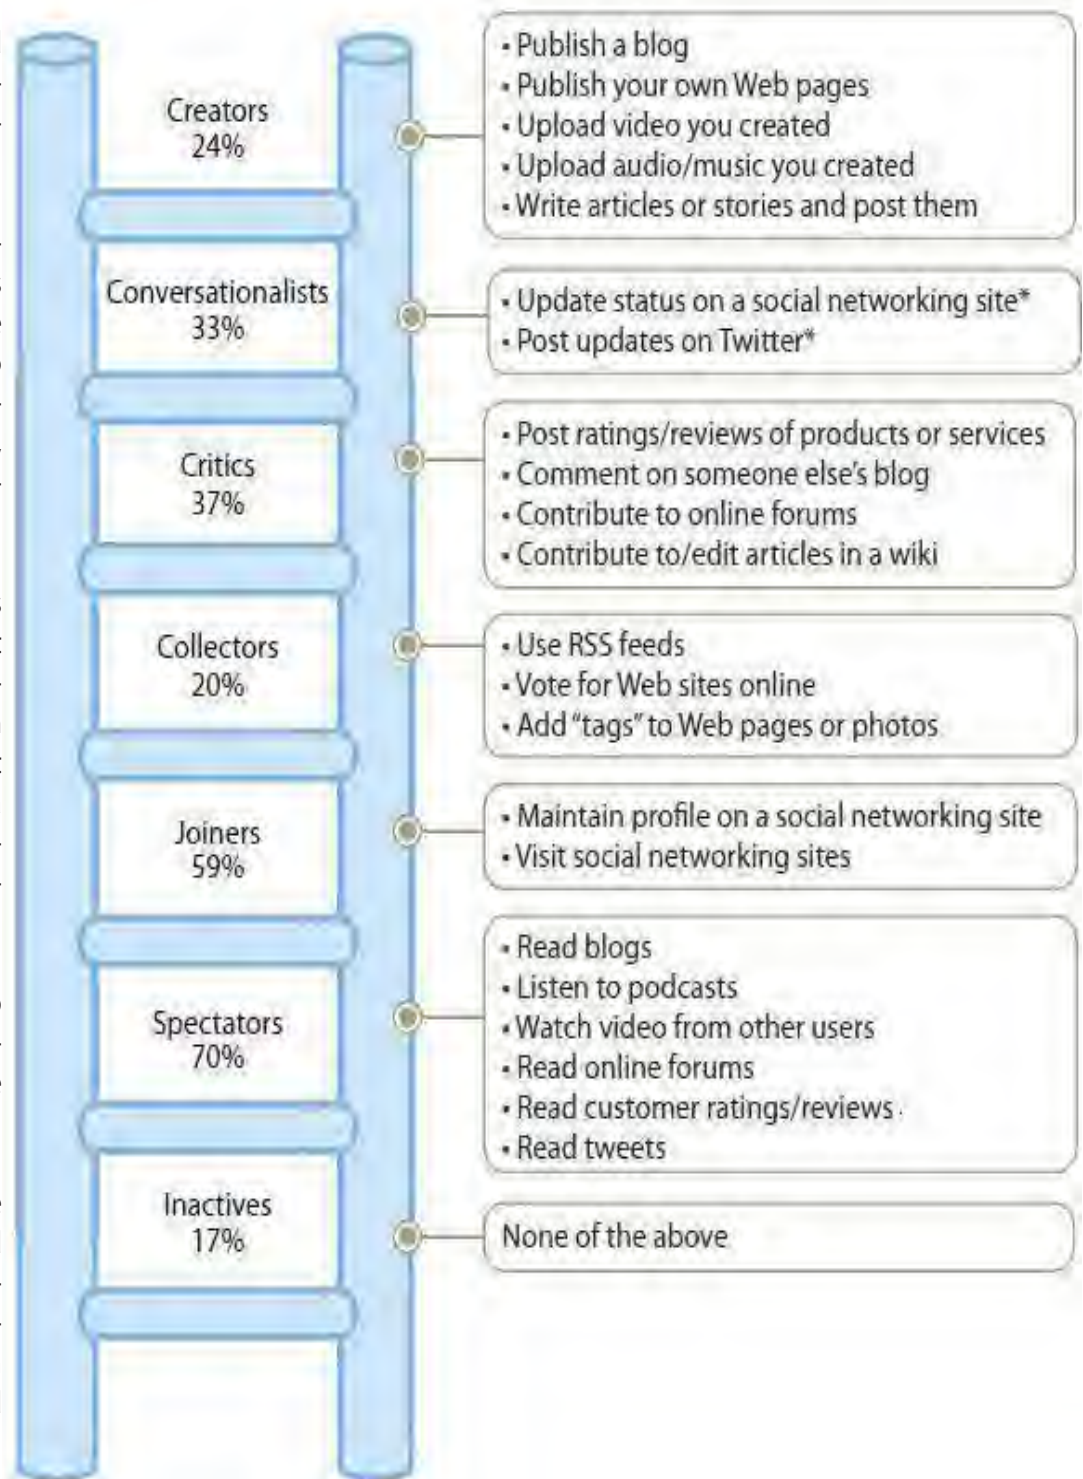 Creators
24%
• Publish a blog
• Publish your own Web pages
• Upload video you created
• Upload audio/music you created
• Write articles or stories and post them
Conversationalists
33%
• Update status on a social networking site*
• Post updates on Twitter*
Critics
37%
• Post ratings/reviews of products or services
• Comment on someone else's blog
• Contribute to online forums
• Contribute to/edit articles in a wiki
Collectors
20%
• Use RSS feeds
• Vote for Web sites online
• Add “tags” to Web pages or photos
Joiners
59%
• Maintain profile on a social networking site
• Visit social networking sites
Spectators
70%
• Read blogs
• Listen to podcasts
• Watch video from other users
• Read online forums
• Read customer ratings/reviews
• Read tweets
Inactives
17%
None of the above